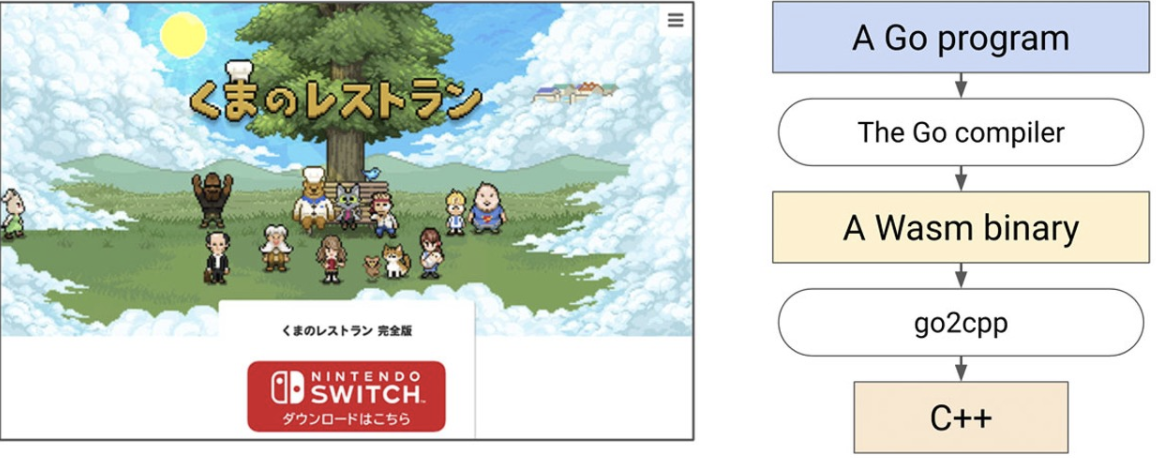 くまのレストラン
くまのレストラン 完全版
NINTENDO
SWITCH™
ダウンロードはこちら
A Go program
The Go compiler
A Wasm binary
go2cpp
C++